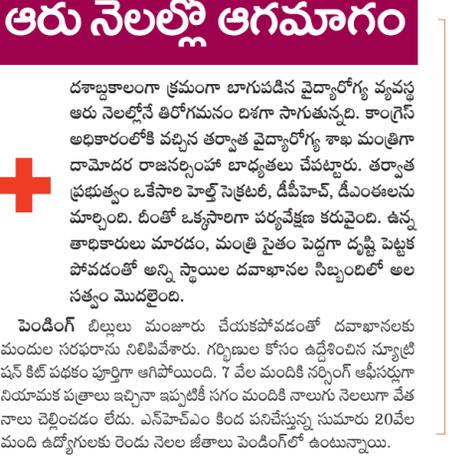 ఆరు నెలల్లో ఆగమాగం
దశాబ్దకాలంగా క్రమంగా బాగుపడిన వైద్యారోగ్య వ్యవస్థ
ఆరు నెలల్లోనే తిరోగమనం దిశగా సాగుతున్నది. కాంగ్రెస్
అధికారంలోకి వచ్చిన తర్వాత వైద్యారోగ్య శాఖ మంత్రిగా
దామోదర రాజనర్సింహా బాధ్యతలు చేపట్టారు. తర్వాత
ప్రభుత్వం ఒకేసారి హెల్త్ సెక్రటరీ, డీపీహెచ్, డీఎంఈలను
మార్చింది. దీంతో ఒక్కసారిగా పర్యవేక్షణ కరువైంది. ఉన్న
తాధికారులు మారడం, మంత్రి సైతం పెద్దగా దృష్టి పెట్టక
పోవడంతో అన్ని స్థాయిల దవాఖానల సిబ్బందిలో అల
సత్వం మొదలైంది.
పెండింగ్ బిల్లులు మంజూరు చేయకపోవడంతో దవాఖానలకు
మందుల సరఫరాను నిలిపివేశారు. గర్భిణుల కోసం ఉద్దేశించిన న్యూట్రి
షన్ కిట్ పథకం పూర్తిగా ఆగిపోయింది. 7 వేల మందికి నర్సింగ్ ఆఫీసర్లుగా
నియామక పత్రాలు ఇచ్చినా ఇప్పటికీ సగం మందికి నాలుగు నెలలుగా వేత
నాలు చెల్లించడం లేదు. ఎన్‌హెచ్‌ఎం కింద పనిచేస్తున్న సుమారు 20వేల
మంది ఉద్యోగులకు రెండు నెలల జీతాలు పెండింగ్‌లో ఉంటున్నాయి.